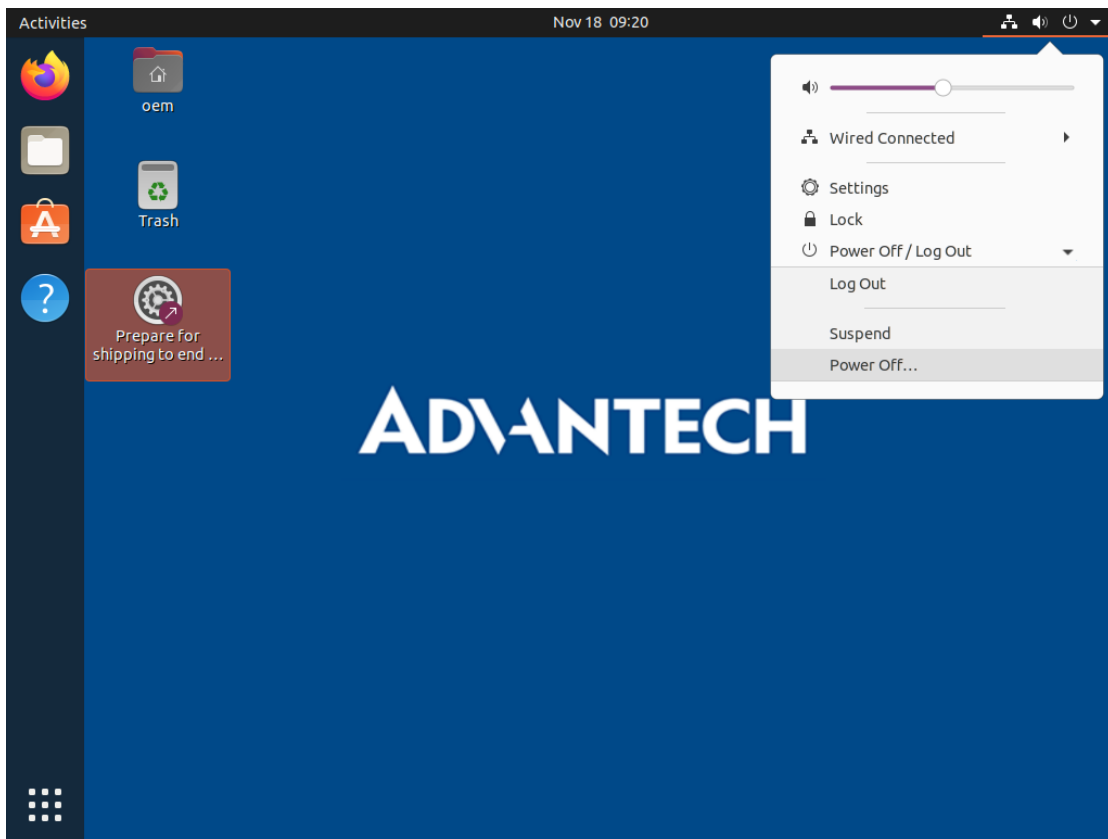 Activities
Nov 18 09:20
oem
Trash
Prepare for
shipping to end …
Wired Connected
Settings
Lock
Power Off / Log Out
Log Out
Suspend
Power Off…
ADVANTECH